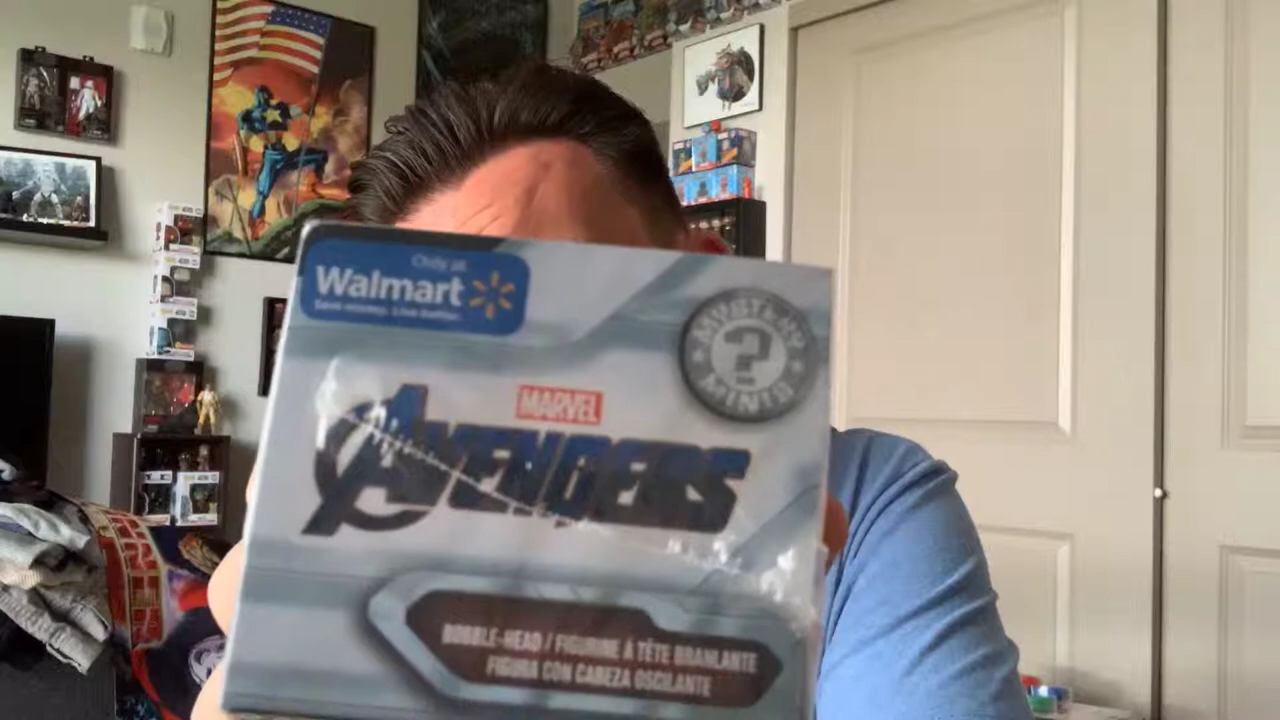 Only at
Walmart
Save money. Live better.
MYSTERY
?
MINIS
MARVEL
AVENGERS
BOBBLE-HEAD / FIGURINE À TÊTE BRANLANTE
FIGURA CON CABEZA OSCILANTE